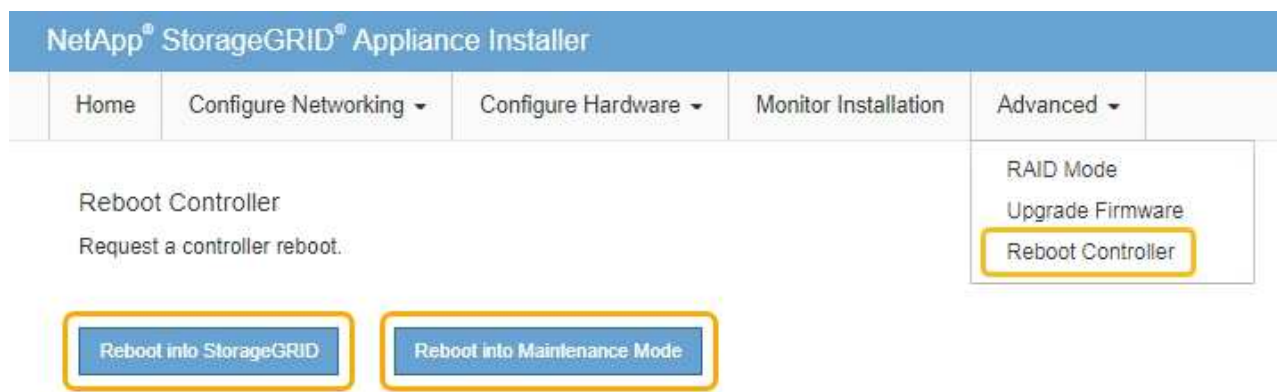 NetApp® StorageGRID® Appliance Installer
Home Configure Networking Configure Hardware Monitor Installation Advanced
RAID Mode
Upgrade Firmware
Reboot Controller
Reboot Controller
Request a controller reboot.
Reboot into StorageGRID Reboot into Maintenance Mode